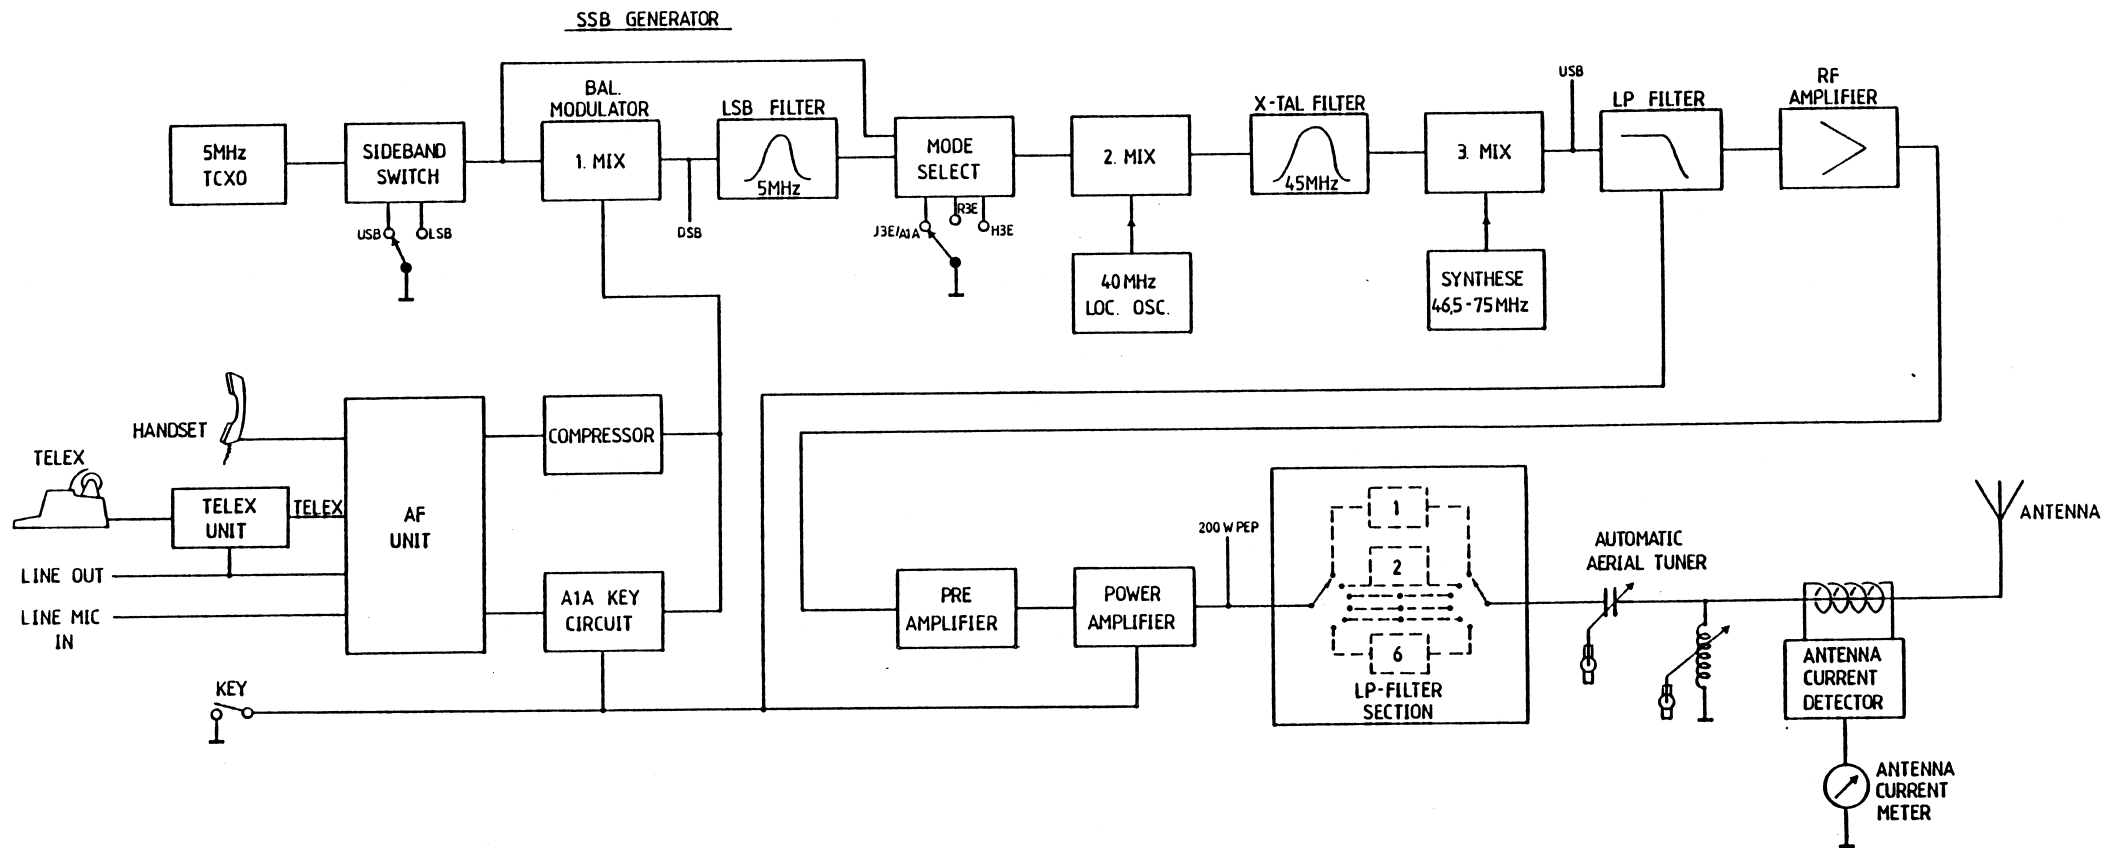 SSB GENERATOR
5MHz
TCXO
SIDEBAND
SWITCH
USB
LSB
BAL.
MODULATOR
1. MIX
DSB
LSB FILTER
5MHz
MODE
SELECT
J3E/A1A
R3E
H3E
2. MIX
40MHz
LOC. OSC.
X-TAL FILTER
45MHz
3. MIX
SYNTHESE
46,5-75MHz
USB
LP FILTER
RF
AMPLIFIER
HANDSET
TELEX
TELEX
UNIT
TELEX
LINE OUT
LINE MIC
IN
AF
UNIT
COMPRESSOR
A1A KEY
CIRCUIT
KEY
PRE
AMPLIFIER
POWER
AMPLIFIER
200 W PEP
1
2
6
LP-FILTER
SECTION
AUTOMATIC
AERIAL TUNER
ANTENNA
ANTENNA
CURRENT
DETECTOR
ANTENNA
CURRENT
METER